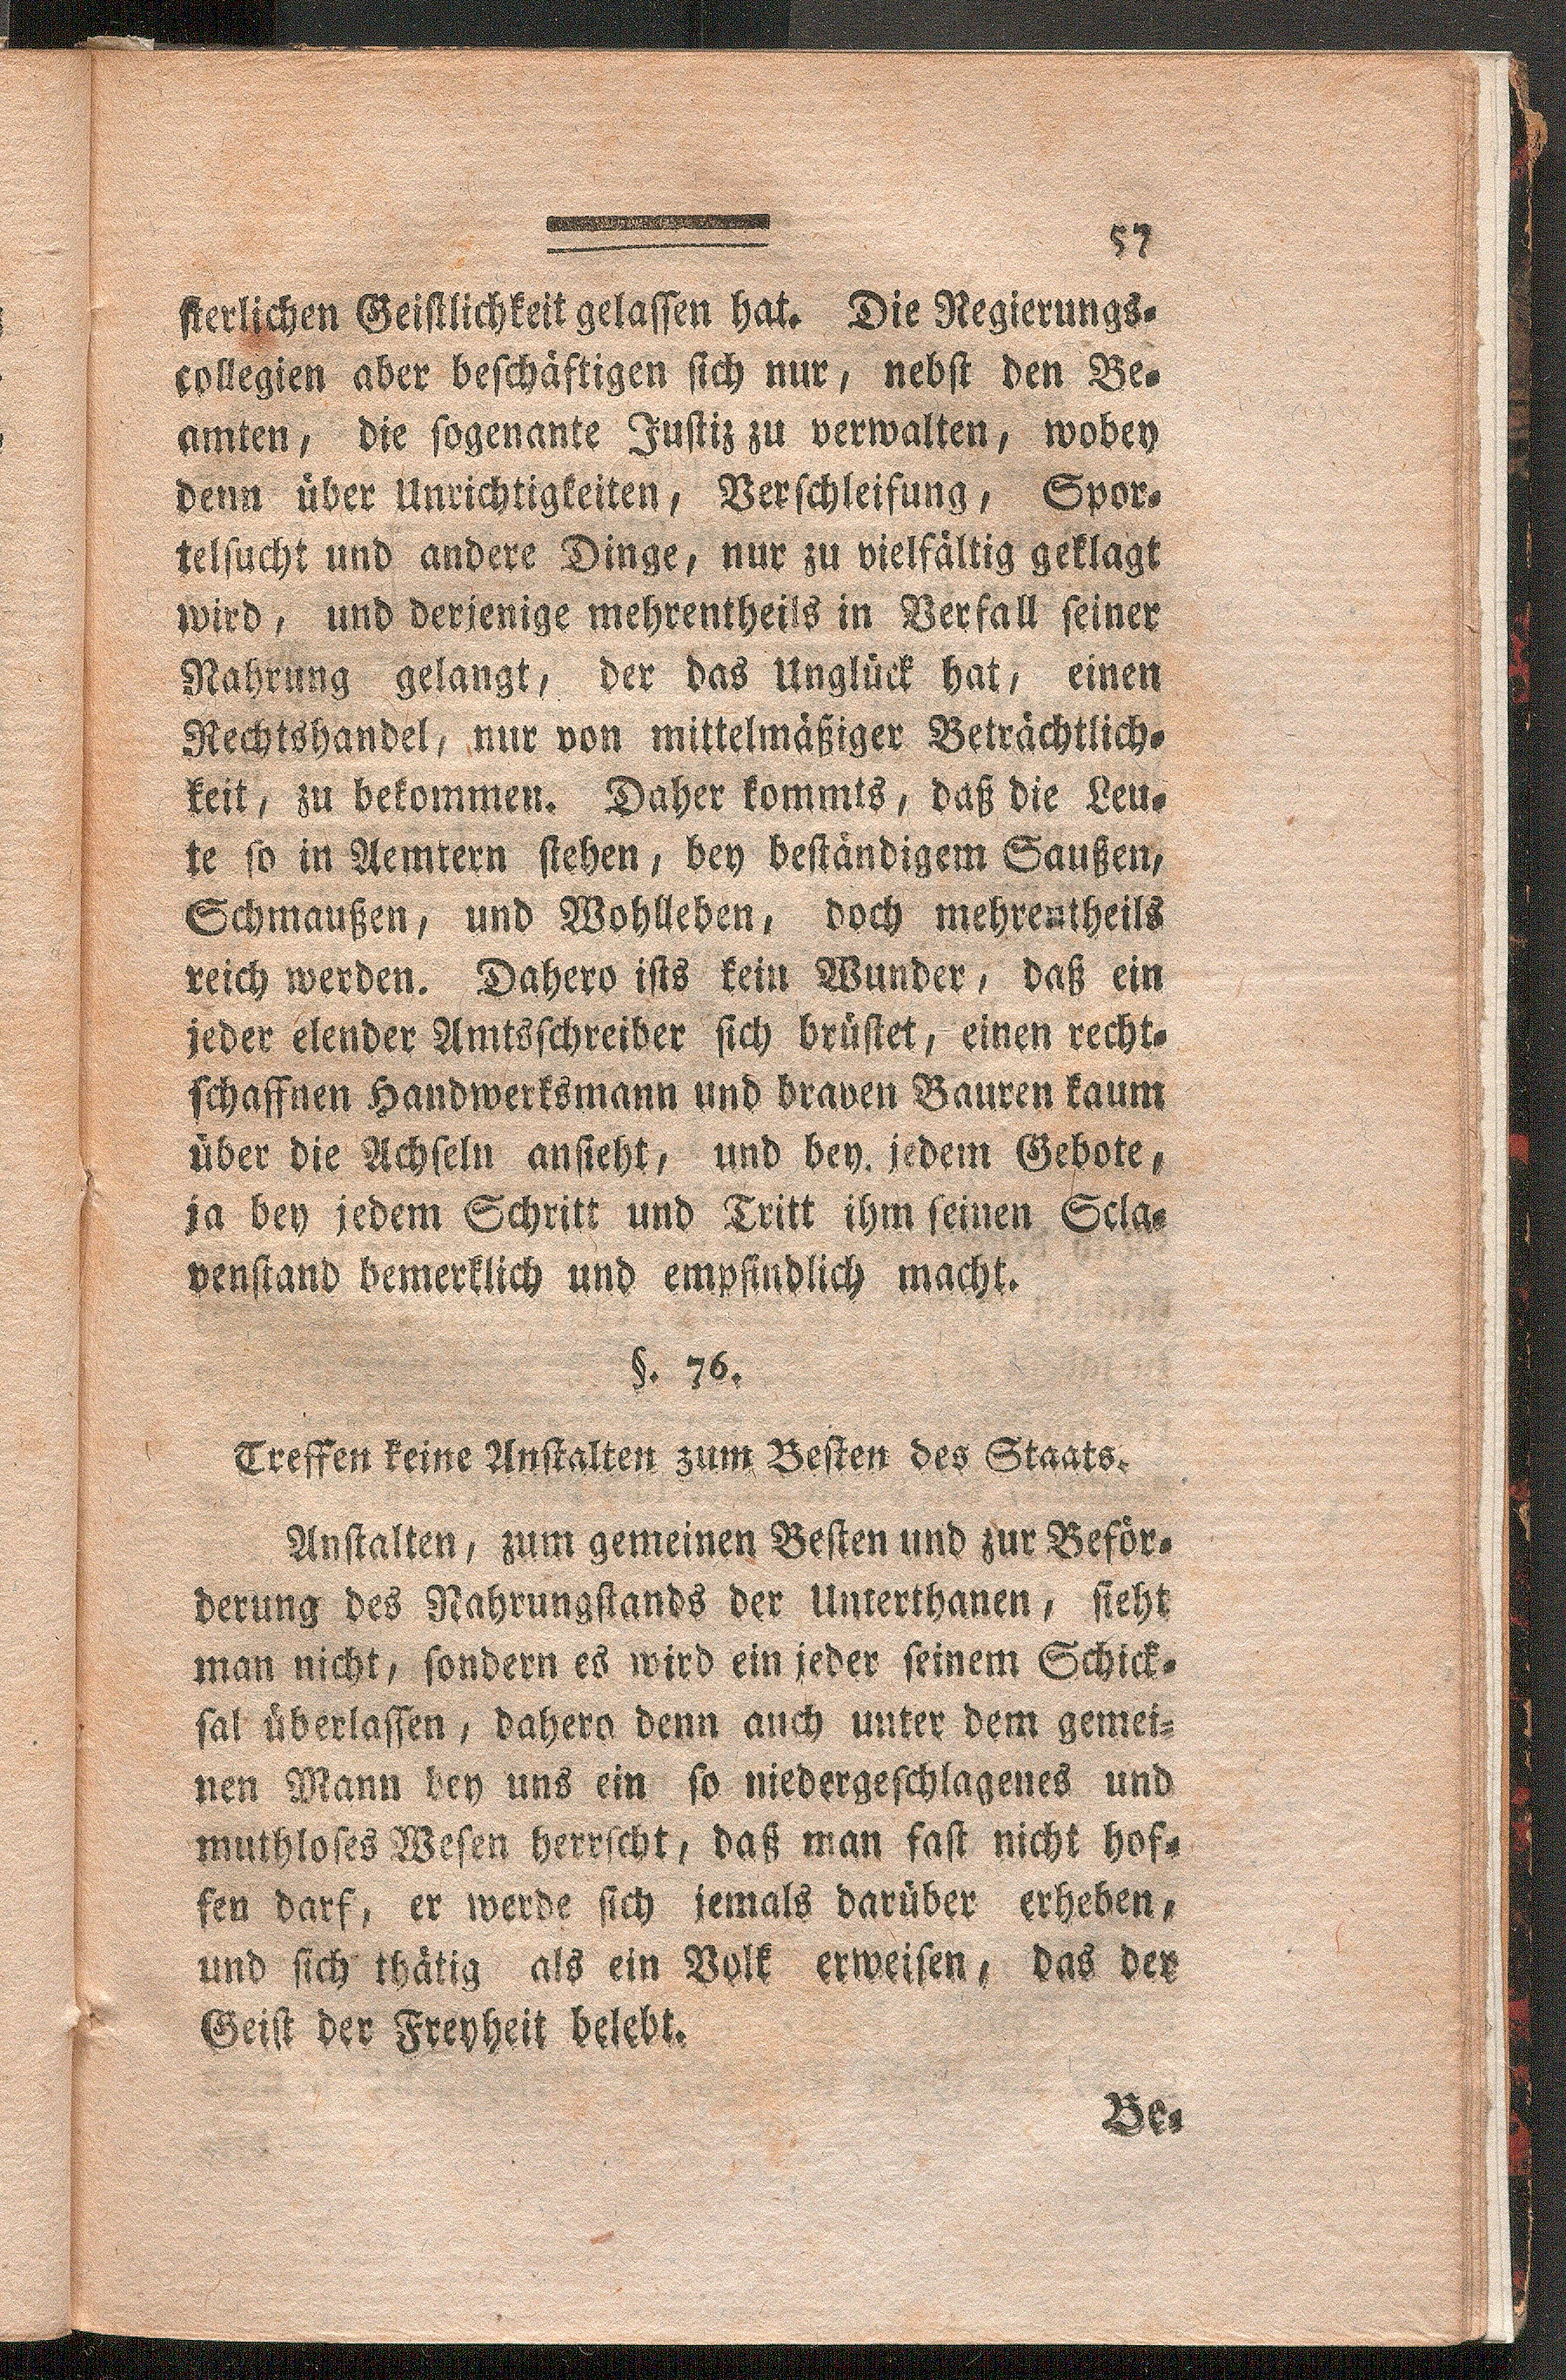 57
sterlichen Geistlichkeit gelassen hat. Die Regierungs-
collegien aber beschäftigen sich nur, nebst den Be-
amten, die sogenante Justiz zu verwalten, wobey
denn über Unrichtigkeiten, Verschleifung, Spor-
telsucht und andere Dinge, nur zu vielfältig geklagt
wird, und derjenige mehrentheils in Verfall seiner
Nahrung gelangt, der das Unglück hat, einen
Rechtshandel, nur von mittelmäßiger Beträchtlich-
keit, zu bekommen. Daher kommts, daß die Leu-
te so in Aemtern stehen, bey beständigem Saußen,
Schmaußen, und Wohlleben, doch mehrentheils
reich werden. Dahero ists kein Wunder, daß ein
jeder elender Amtsschreiber sich brüstet, einen recht-
schaffnen Handwerksmann und braven Bauren kaum
über die Achseln ansieht, und bey jedem Gebote,
ja bey jedem Schritt und Tritt ihm seinen Scla-
venstand bemerklich und empfindlich macht.
§. 76.
Treffen keine Anstalten zum Besten des Staats.
Anstalten, zum gemeinen Besten und zur Beför-
derung des Nahrungstands der Unterthanen, sieht
man nicht, sondern es wird ein jeder seinem Schick-
sal überlassen, dahero denn auch unter dem gemei-
nen Mann bey uns ein so niedergeschlagenes und
muthloses Wesen herrscht, daß man fast nicht hof-
fen darf, er werde sich jemals darüber erheben,
und sich thätig als ein Volk erweisen, das der
Geist der Freyheit belebt.
Be-